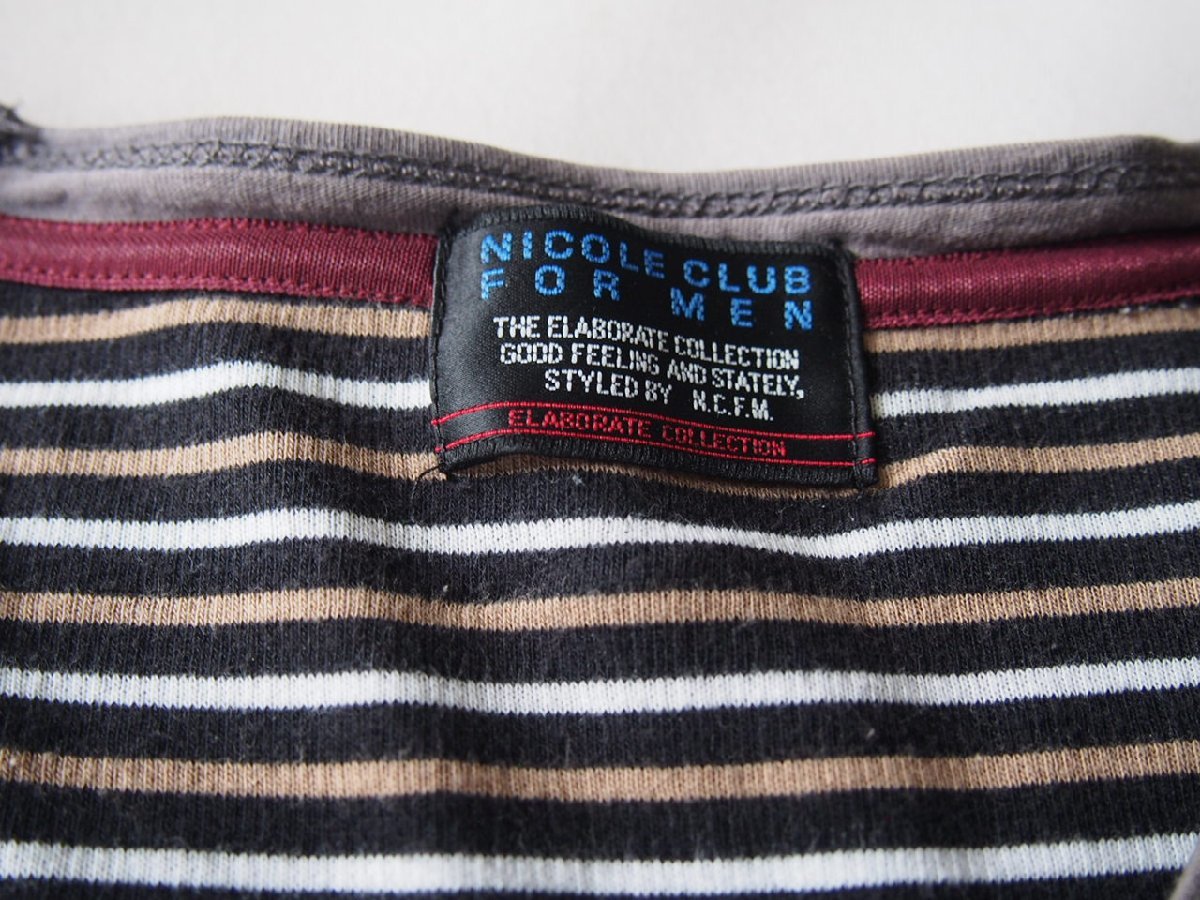 NICOLE CLUB
FOR MEN
THE ELABORATE COLLECTION
GOOD FEELING AND STATELY,
STYLED BY N.C.F.M.
ELABORATE COLLECTION